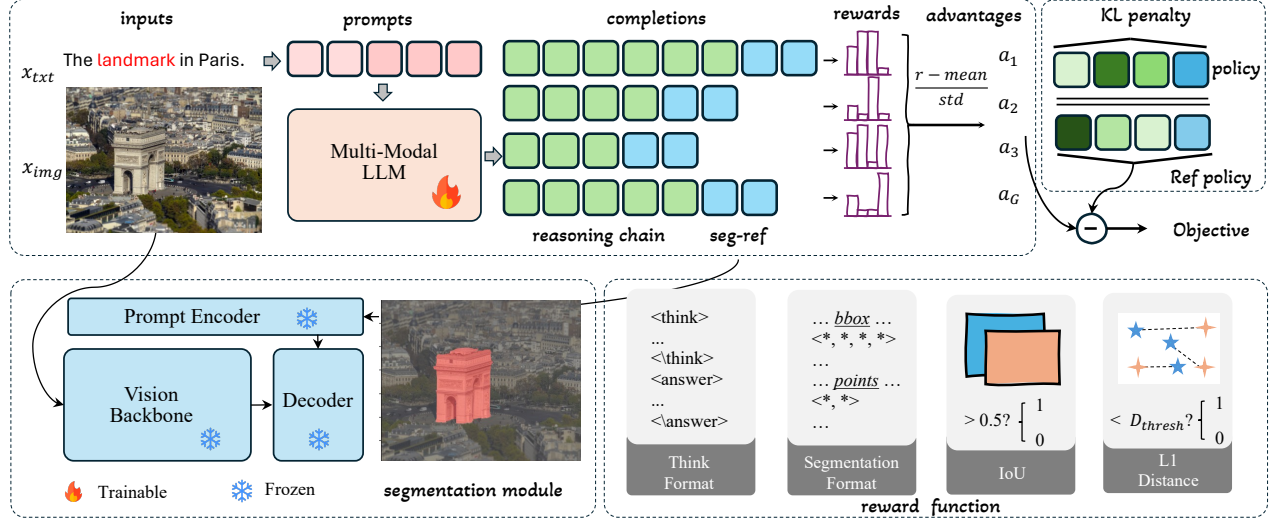 inputs
prompts
completions
rewards
advantages
KL penalty
x_txt
The landmark in Paris.
x_img
Multi-Modal
LLM
reasoning chain
seg-ref
r − mean
std
a_1
a_2
a_3
a_G
policy
Ref policy
−
Objective
Prompt Encoder
Vision
Backbone
Decoder
Trainable
Frozen
segmentation module
<think>
...
<\think>
<answer>
...
<\answer>
Think
Format
... bbox ...
<*, *, *, *>
...
... points ...
<*, *>
...
Segmentation
Format
> 0.5? { 1
0
IoU
< D_thresh? { 1
0
L1
Distance
reward function